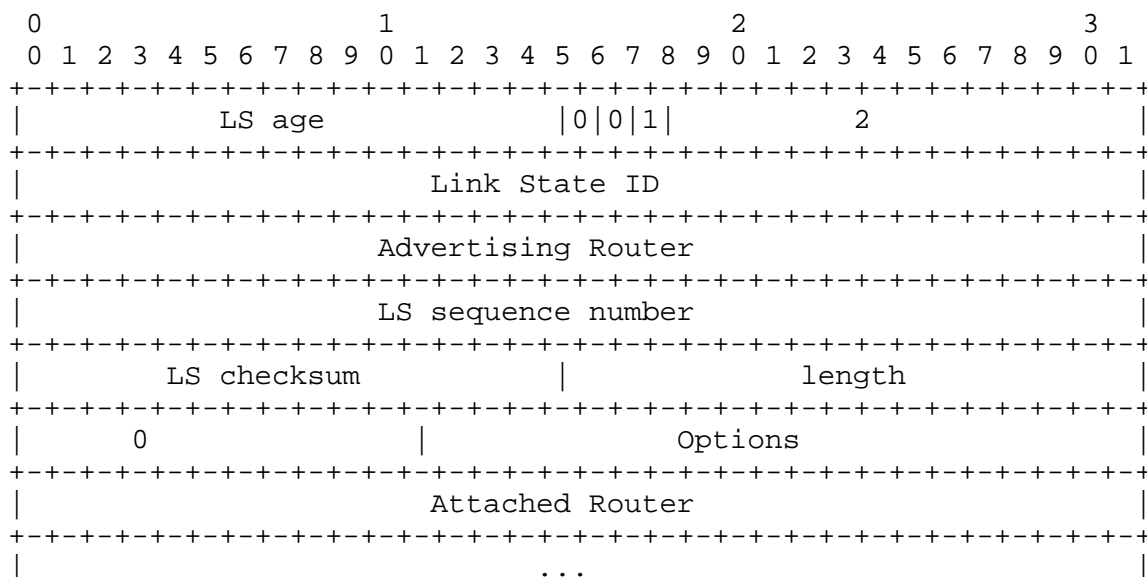 0                   1                   2                   3
 0 1 2 3 4 5 6 7 8 9 0 1 2 3 4 5 6 7 8 9 0 1 2 3 4 5 6 7 8 9 0 1
+-+-+-+-+-+-+-+-+-+-+-+-+-+-+-+-+-+-+-+-+-+-+-+-+-+-+-+-+-+-+-+-+
|           LS age             |0|0|1|          2               |
+-+-+-+-+-+-+-+-+-+-+-+-+-+-+-+-+-+-+-+-+-+-+-+-+-+-+-+-+-+-+-+-+
|                       Link State ID                           |
+-+-+-+-+-+-+-+-+-+-+-+-+-+-+-+-+-+-+-+-+-+-+-+-+-+-+-+-+-+-+-+-+
|                    Advertising Router                         |
+-+-+-+-+-+-+-+-+-+-+-+-+-+-+-+-+-+-+-+-+-+-+-+-+-+-+-+-+-+-+-+-+
|                    LS sequence number                         |
+-+-+-+-+-+-+-+-+-+-+-+-+-+-+-+-+-+-+-+-+-+-+-+-+-+-+-+-+-+-+-+-+
|        LS checksum           |             length             |
+-+-+-+-+-+-+-+-+-+-+-+-+-+-+-+-+-+-+-+-+-+-+-+-+-+-+-+-+-+-+-+-+
|      0               |              Options                   |
+-+-+-+-+-+-+-+-+-+-+-+-+-+-+-+-+-+-+-+-+-+-+-+-+-+-+-+-+-+-+-+-+
|                       Attached Router                         |
+-+-+-+-+-+-+-+-+-+-+-+-+-+-+-+-+-+-+-+-+-+-+-+-+-+-+-+-+-+-+-+-+
|                             ...                               |